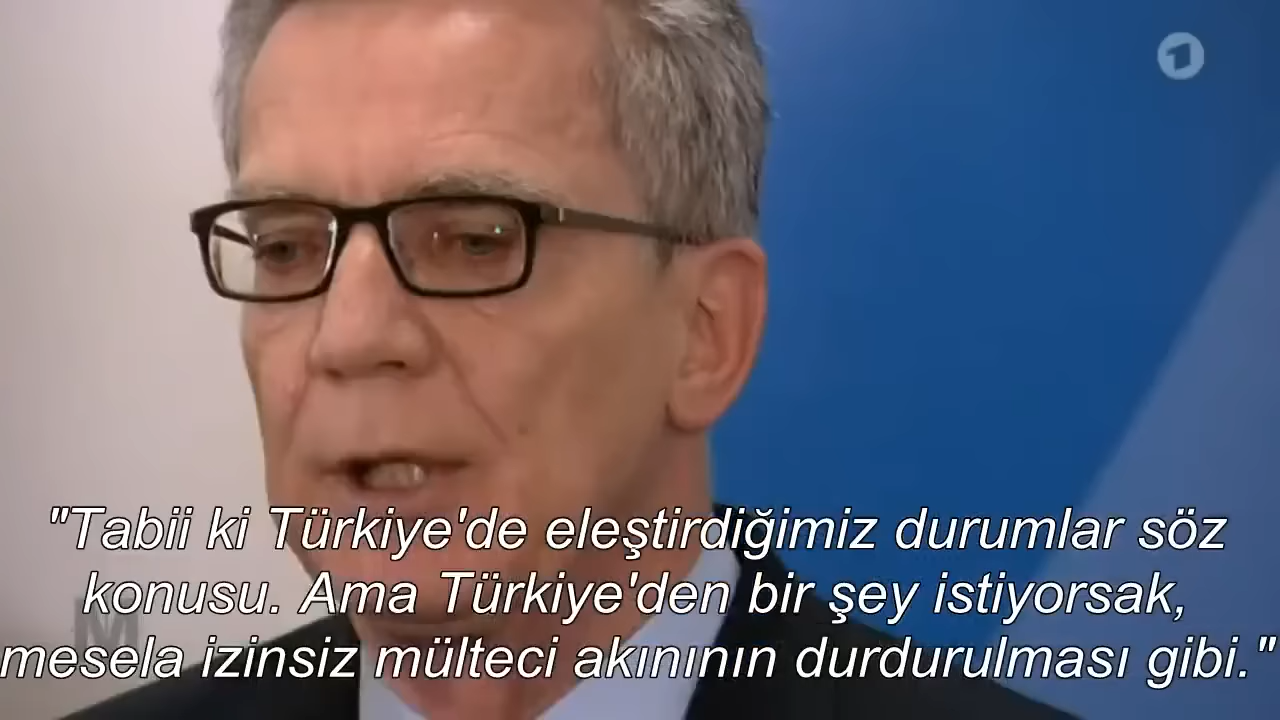 1
"Tabii ki Türkiye'de eleştirdiğimiz durumlar söz
konusu. Ama Türkiye'den bir şey istiyorsak,
M
mesela izinsiz mülteci akınının durdurulması gibi."